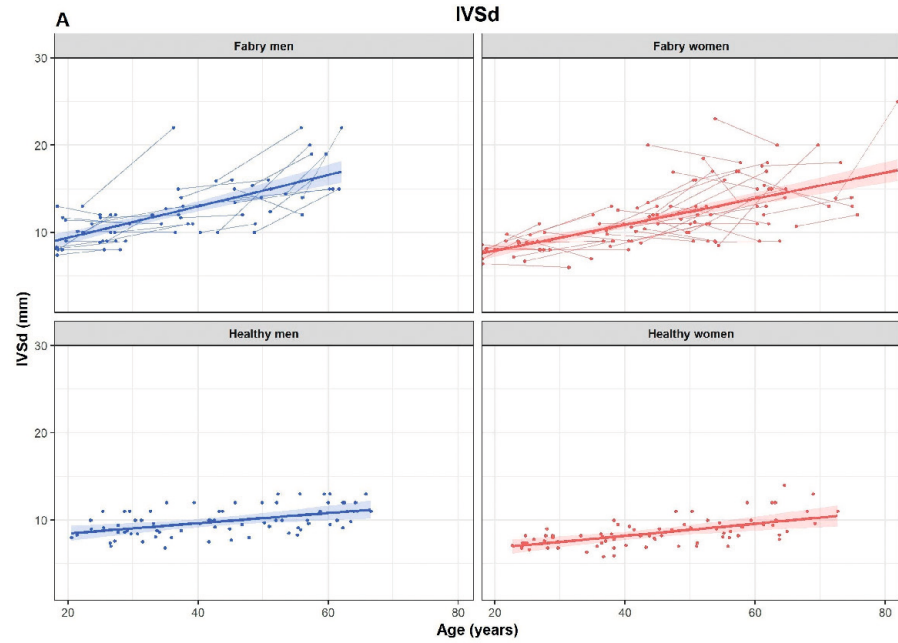 A
IVSd
Fabry men
Fabry women
30
20
10
Healthy men
Healthy women
30
20
10
IVSd (mm)
20 40 60 80 20 40 60 80
Age (years)